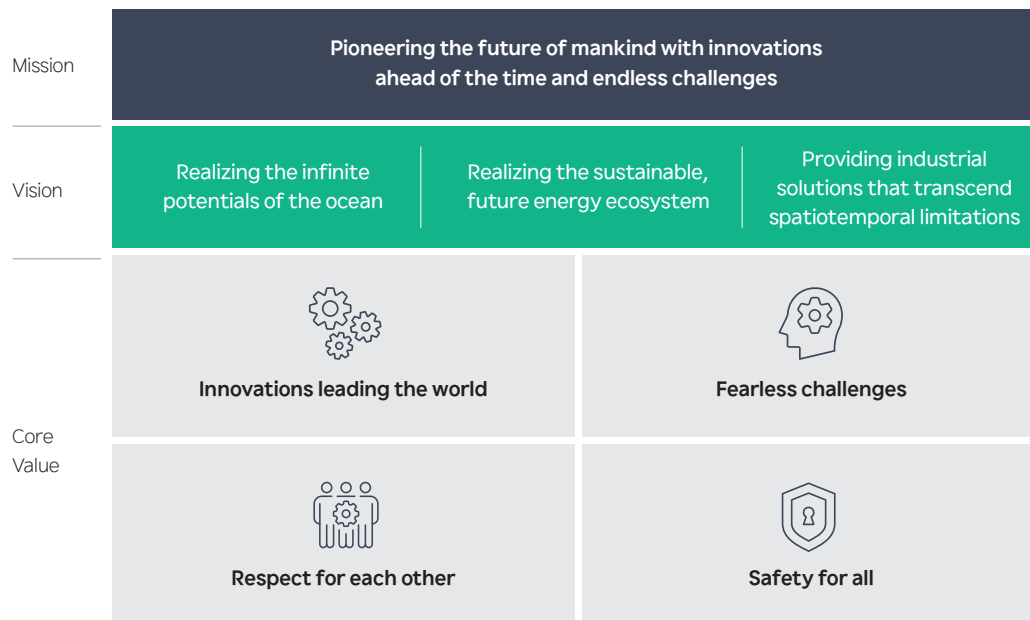 Mission
Pioneering the future of mankind with innovations
ahead of the time and endless challenges
Vision
Realizing the infinite
potentials of the ocean
Realizing the sustainable,
future energy ecosystem
Providing industrial
solutions that transcend
spatiotemporal limitations
Core
Value
Innovations leading the world
Fearless challenges
Respect for each other
Safety for all